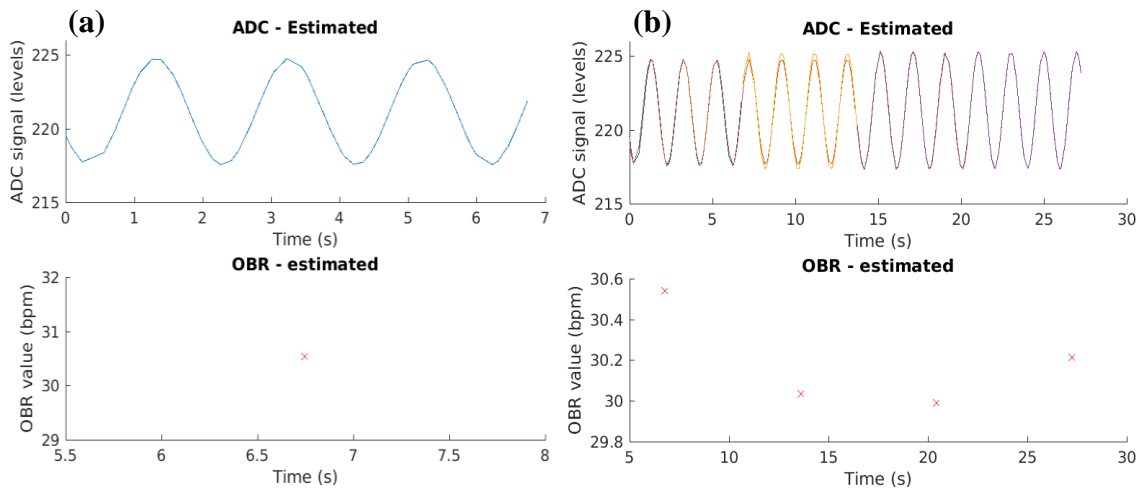 (a)
ADC - Estimated
ADC signal (levels)
225
220
215
0 1 2 3 4 5 6 7
Time (s)
OBR - estimated
OBR value (bpm)
32
31
30
29
5.5 6 6.5 7 7.5 8
Time (s)
(b)
ADC - Estimated
ADC signal (levels)
225
220
215
0 5 10 15 20 25 30
Time (s)
OBR - estimated
OBR value (bpm)
30.6
30.4
30.2
30
29.8
5 10 15 20 25 30
Time (s)